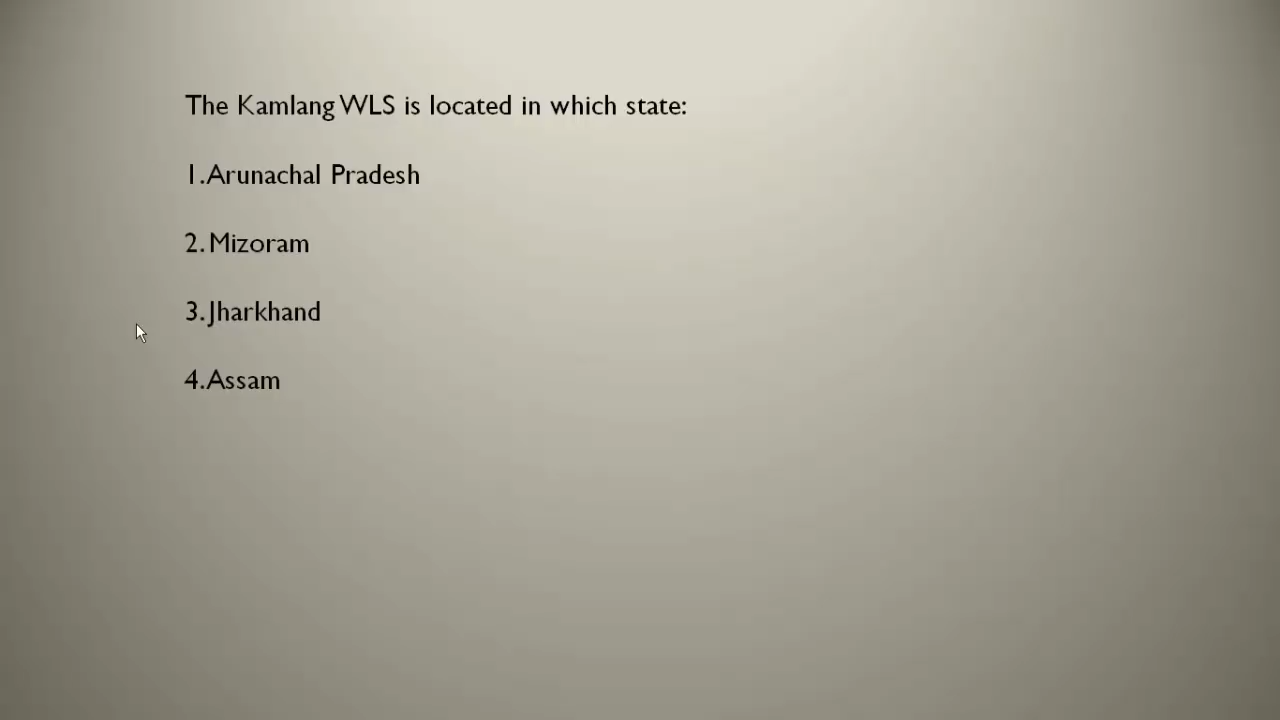 The Kamlang WLS is located in which state:
1. Arunachal Pradesh
2. Mizoram
3. Jharkhand
4. Assam